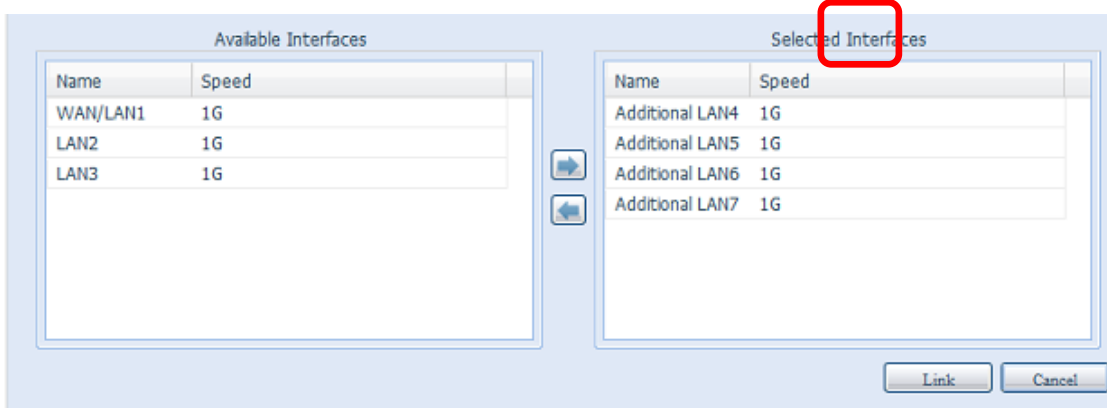 Available Interfaces
Name Speed
WAN/LAN1 1G
LAN2 1G
LAN3 1G
Selected Interfaces
Name Speed
Additional LAN4 1G
Additional LAN5 1G
Additional LAN6 1G
Additional LAN7 1G
Link Cancel